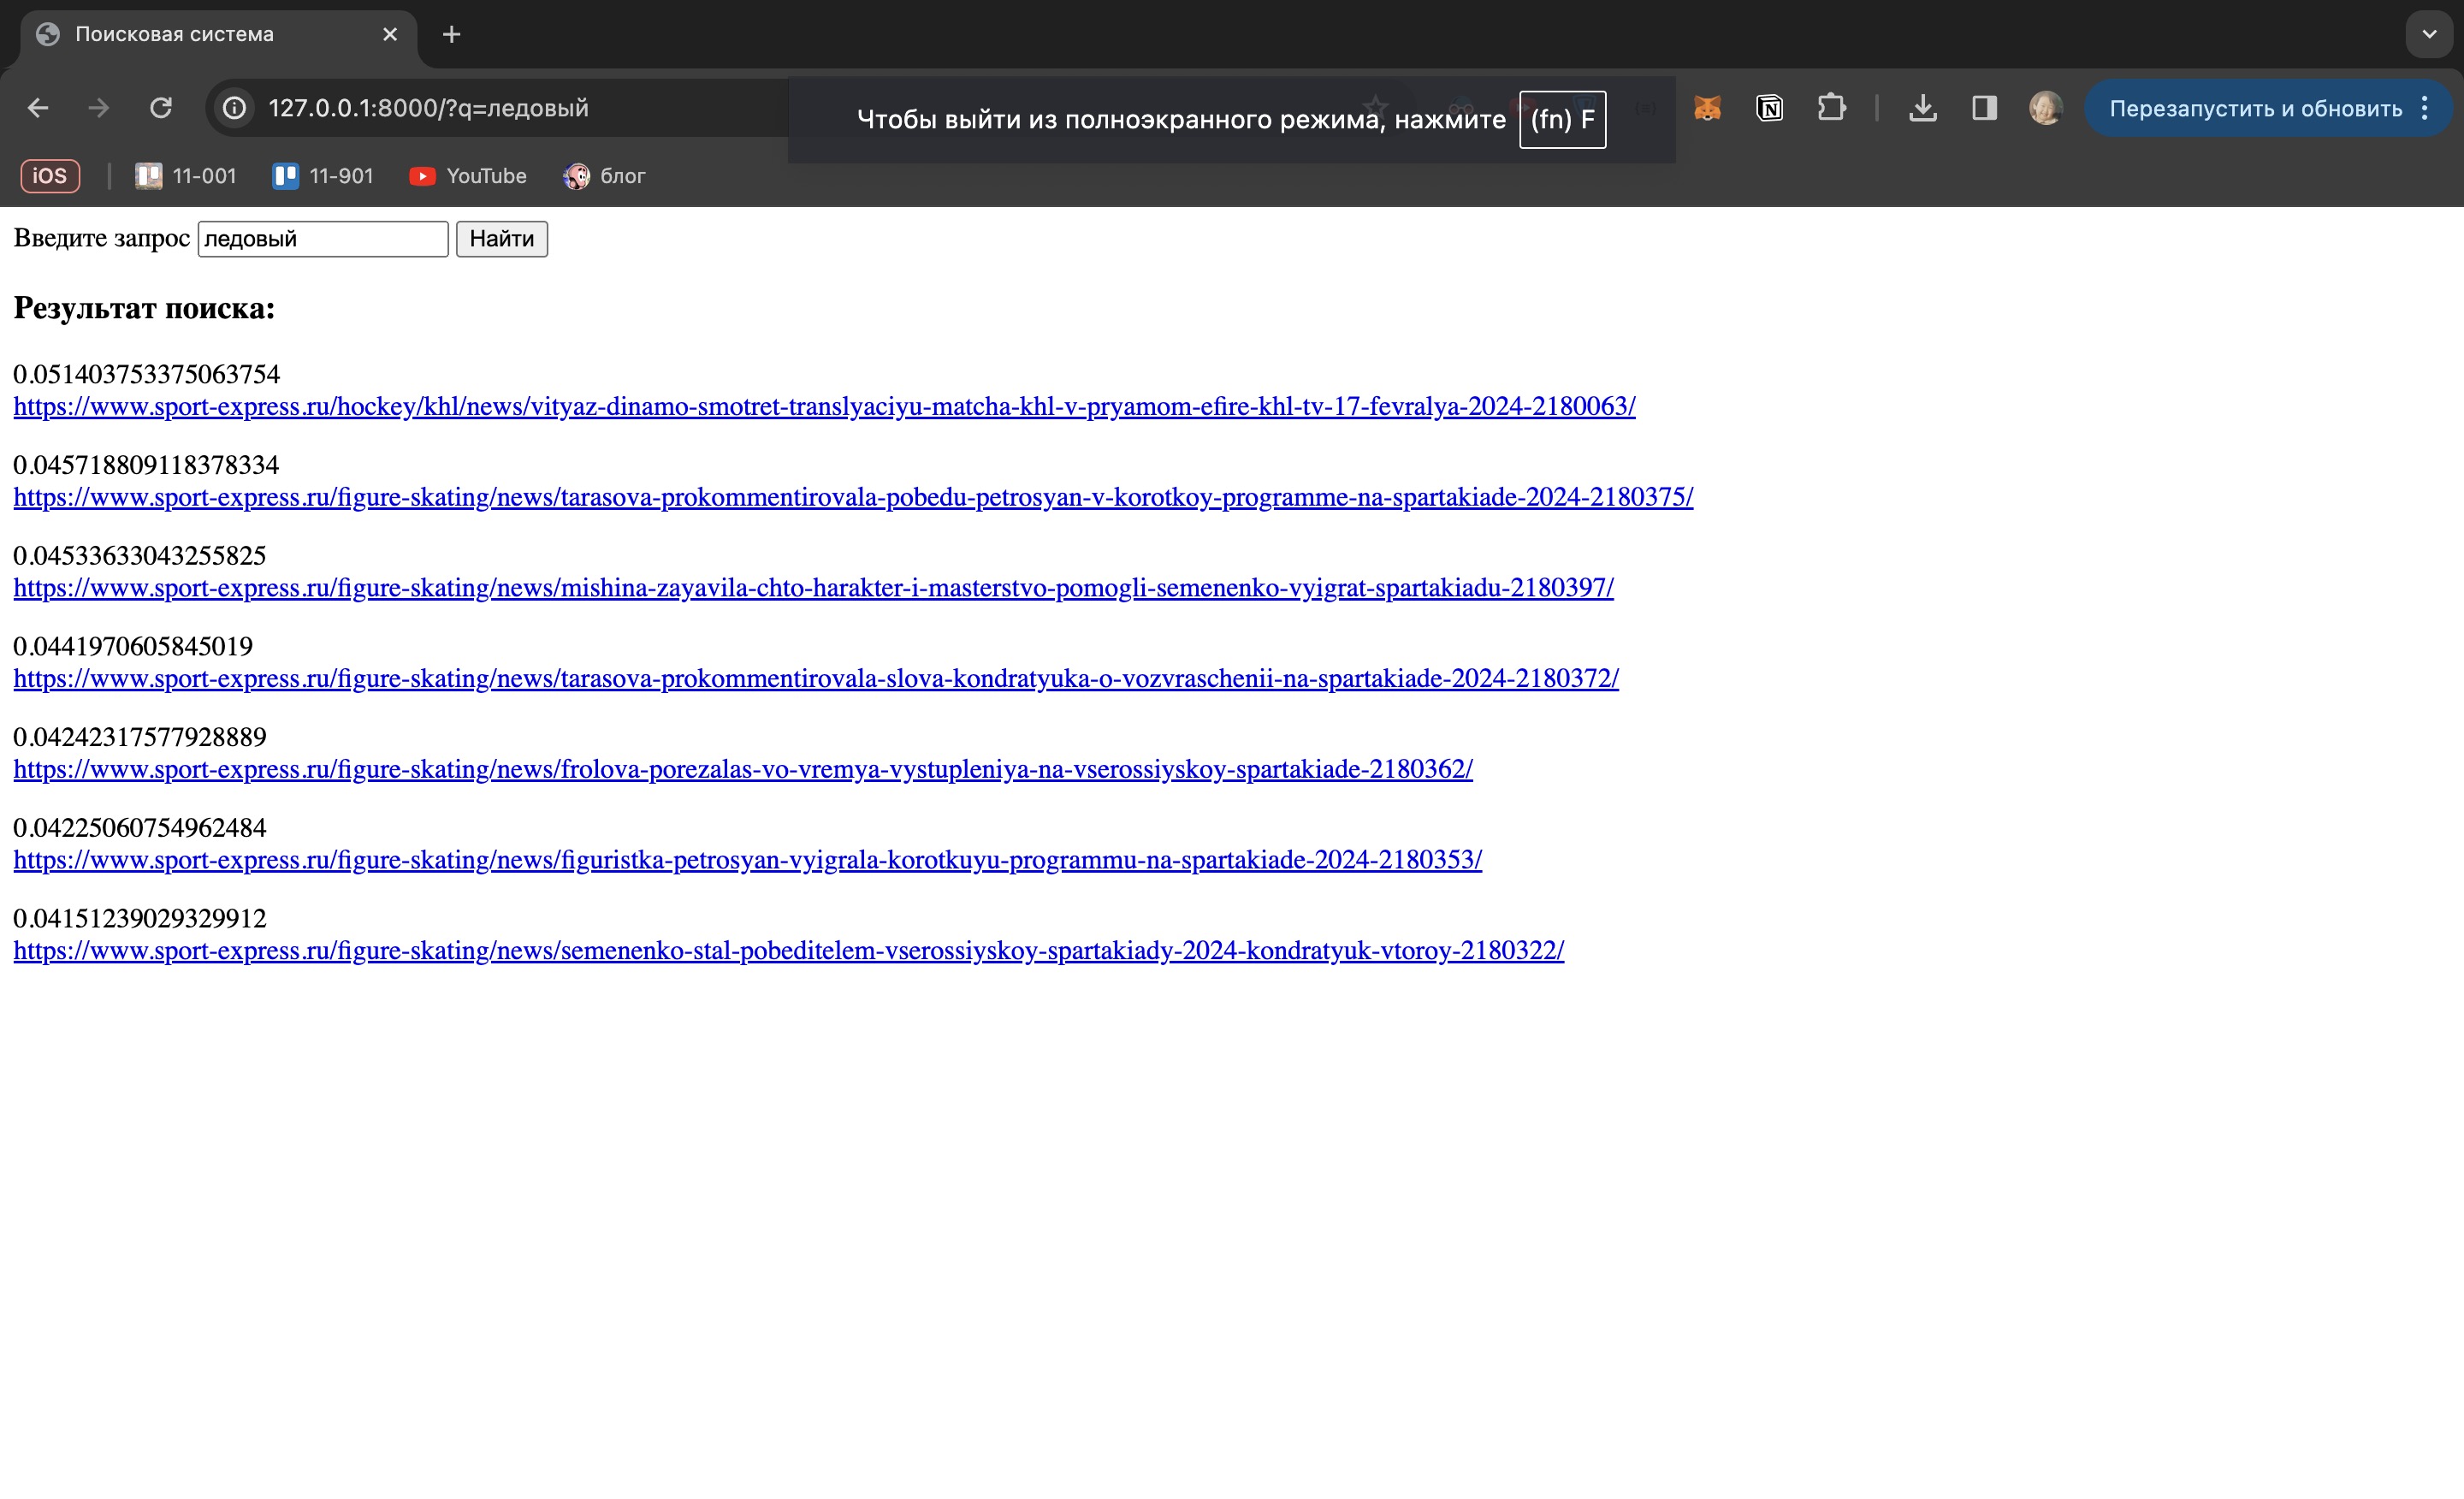 Поисковая система
127.0.0.1:8000/?q=ледовый
Чтобы выйти из полноэкранного режима, нажмите (fn) F
Перезапустить и обновить
iOS 11-001 11-901 YouTube блог
Введите запрос ледовый Найти
Результат поиска:
0.051403753375063754
https://www.sport-express.ru/hockey/khl/news/vityaz-dinamo-smotret-translyaciyu-matcha-khl-v-pryamom-efire-khl-tv-17-fevralya-2024-2180063/
0.045718809118378334
https://www.sport-express.ru/figure-skating/news/tarasova-prokommentirovala-pobedu-petrosyan-v-korotkoy-programme-na-spartakiade-2024-2180375/
0.04533633043255825
https://www.sport-express.ru/figure-skating/news/mishina-zayavila-chto-harakter-i-masterstvo-pomogli-semenenko-vyigrat-spartakiadu-2180397/
0.0441970605845019
https://www.sport-express.ru/figure-skating/news/tarasova-prokommentirovala-slova-kondratyuka-o-vozvraschenii-na-spartakiade-2024-2180372/
0.04242317577928889
https://www.sport-express.ru/figure-skating/news/frolova-porezalas-vo-vremya-vystupleniya-na-vserossiyskoy-spartakiade-2180362/
0.04225060754962484
https://www.sport-express.ru/figure-skating/news/figuristka-petrosyan-vyigrala-korotkuyu-programmu-na-spartakiade-2024-2180353/
0.04151239029329912
https://www.sport-express.ru/figure-skating/news/semenenko-stal-pobeditelem-vserossiyskoy-spartakiady-2024-kondratyuk-vtoroy-2180322/